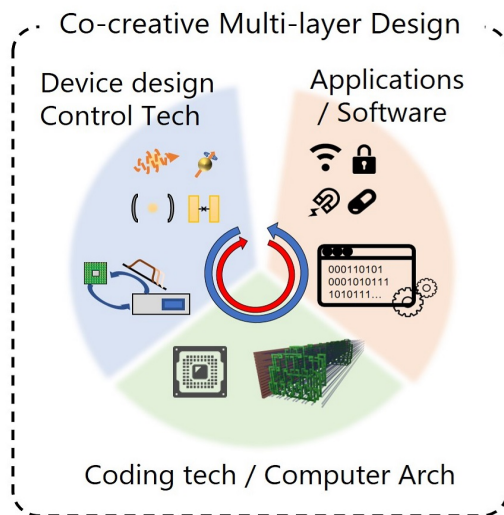 Co-creative Multi-layer Design
Device design
Control Tech
Applications
/ Software
000110101
0001010111
1010111...
Coding tech / Computer Arch